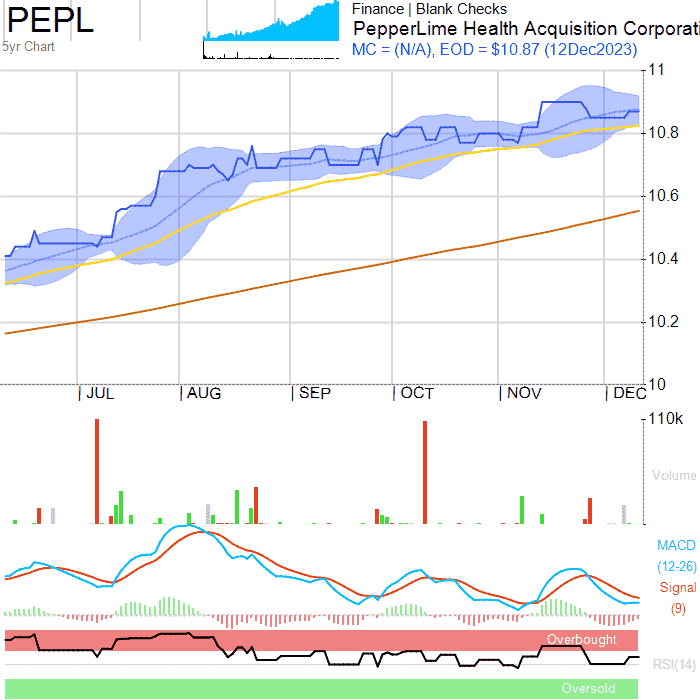 PEPL
5yr Chart
Finance | Blank Checks
PepperLime Health Acquisition Corporati
MC = (N/A), EOD = $10.87 (12Dec2023)
11
10.8
10.6
10.4
10.2
10
JUL AUG SEP OCT NOV DEC
110k
Volume
MACD
(12-26)
Signal
(9)
Overbought
RSI(14)
Oversold